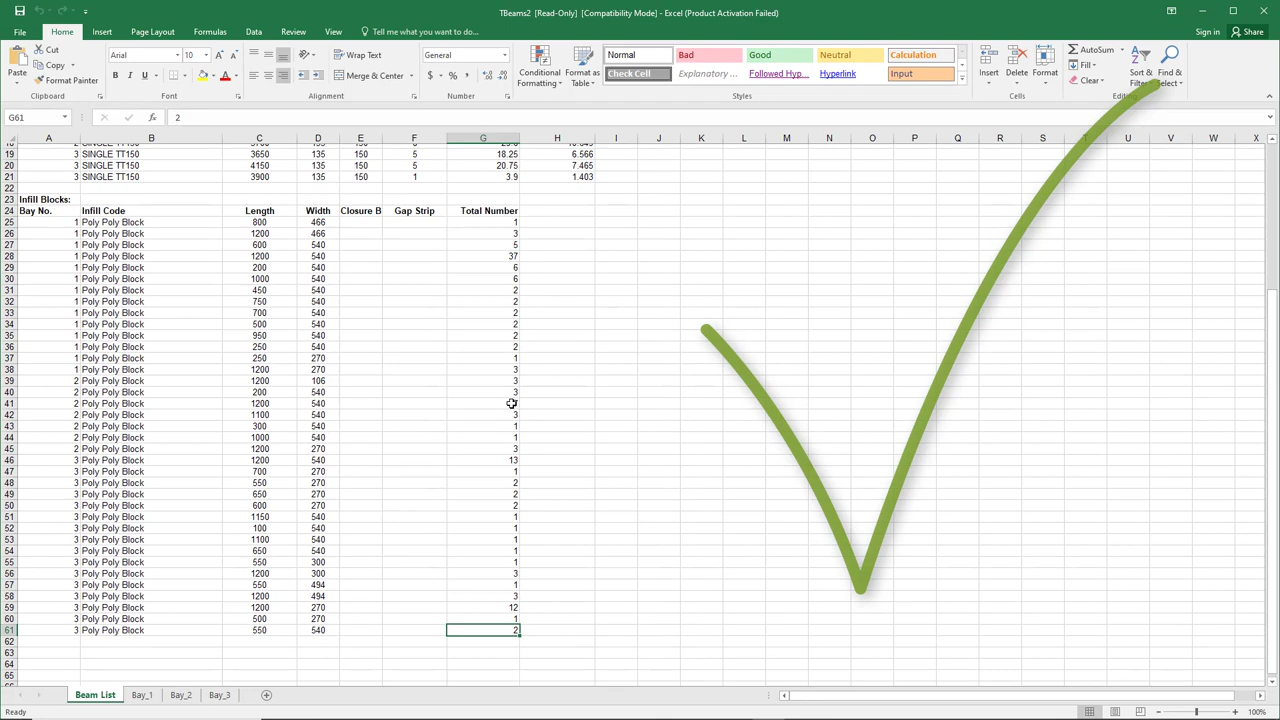 TBeams2 [Read-Only] [Compatibility Mode] - Excel (Product Activation Failed)
File Home Insert Page Layout Formulas Data Review View Tell me what you want to do... Sign in Share
Paste Cut Copy Format Painter Clipboard
Arial 10 B I U Font
Wrap Text Merge & Center Alignment
General $ % , Number
Conditional Formatting Format as Table
Normal Bad Good Neutral Calculation
Check Cell Explanatory ... Followed Hyp... Hyperlink Input
Styles
Insert Delete Format Cells
AutoSum Fill Clear Sort & Find & Select
G61 fx 2
A B C D E F G H I J K L M N O P Q R S T U V W X
19 3 SINGLE TT150 3650 135 150 5 18.25 6.566
20 3 SINGLE TT150 4150 135 150 5 20.75 7.465
21 3 SINGLE TT150 3900 135 150 1 3.9 1.403
22
23 Infill Blocks:
24 Bay No. Infill Code Length Width Closure B Gap Strip Total Number
25 1 Poly Poly Block 800 466 1
26 1 Poly Poly Block 1200 466 3
27 1 Poly Poly Block 600 540 5
28 1 Poly Poly Block 1200 540 37
29 1 Poly Poly Block 200 540 6
30 1 Poly Poly Block 1000 540 6
31 1 Poly Poly Block 450 540 2
32 1 Poly Poly Block 750 540 2
33 1 Poly Poly Block 700 540 2
34 1 Poly Poly Block 500 540 2
35 1 Poly Poly Block 950 540 2
36 1 Poly Poly Block 250 540 2
37 1 Poly Poly Block 250 270 1
38 1 Poly Poly Block 1200 270 3
39 2 Poly Poly Block 1200 106 3
40 2 Poly Poly Block 200 540 3
41 2 Poly Poly Block 1200 540
42 2 Poly Poly Block 1100 540 3
43 2 Poly Poly Block 300 540 1
44 2 Poly Poly Block 1000 540 1
45 2 Poly Poly Block 1200 270 3
46 3 Poly Poly Block 1200 540 13
47 3 Poly Poly Block 700 270 1
48 3 Poly Poly Block 550 270 2
49 3 Poly Poly Block 650 270 2
50 3 Poly Poly Block 600 270 2
51 3 Poly Poly Block 1150 540 1
52 3 Poly Poly Block 100 540 1
53 3 Poly Poly Block 1100 540 1
54 3 Poly Poly Block 650 540 1
55 3 Poly Poly Block 550 300 1
56 3 Poly Poly Block 1200 300 3
57 3 Poly Poly Block 550 494 1
58 3 Poly Poly Block 1200 494 3
59 3 Poly Poly Block 1200 270 12
60 3 Poly Poly Block 500 270 1
61 3 Poly Poly Block 550 540 2
62
63
64
65
Beam List Bay_1 Bay_2 Bay_3
Ready 100%